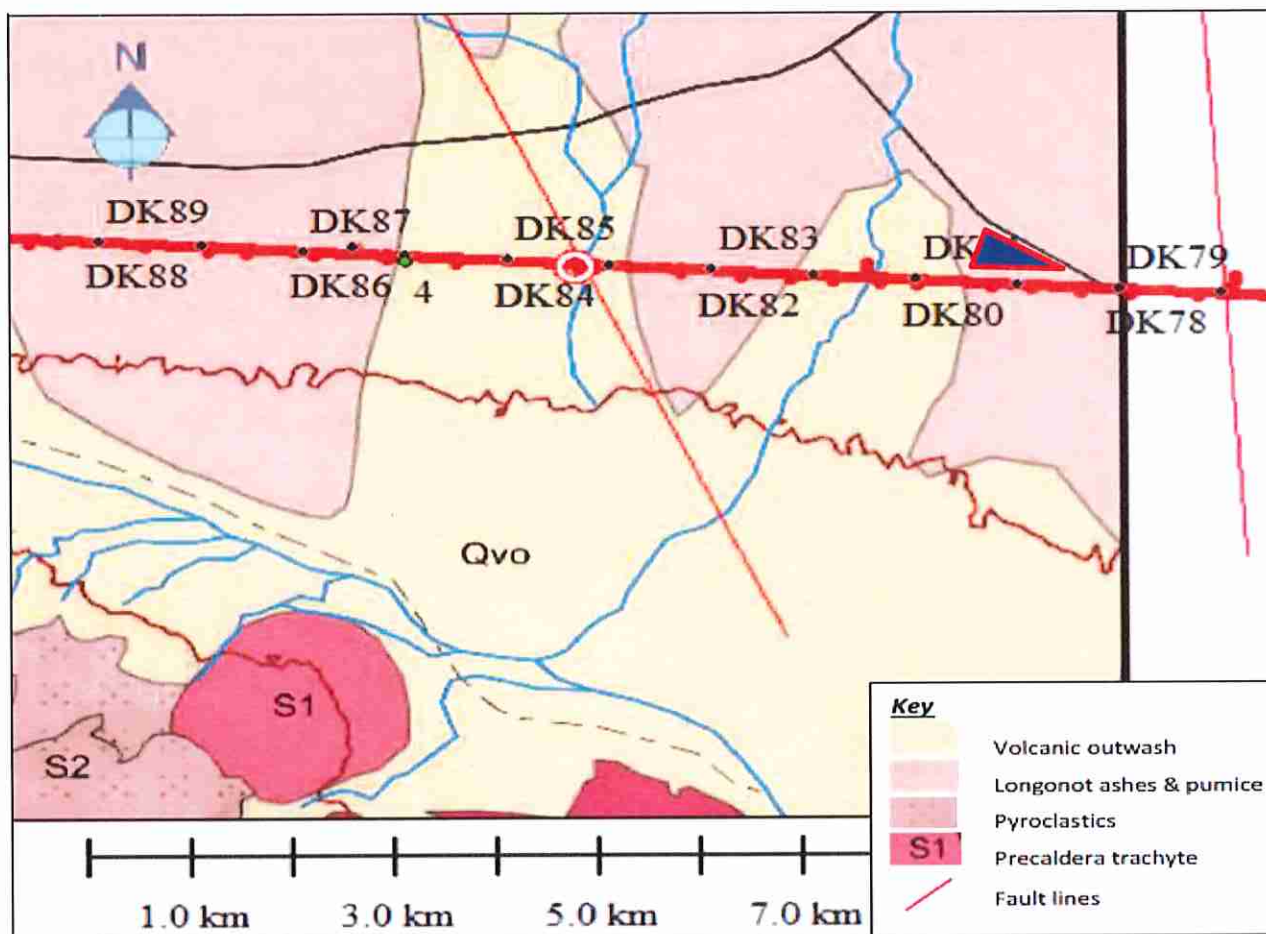 N
DK89
DK87
DK85
DK83
DK
DK79
DK88
DK86
4
DK84
DK82
DK80
DK78
Qvo
S1
S2
Key
Volcanic outwash
Longonot ashes & pumice
Pyroclastics
S1
Precaldera trachyte
Fault lines
1.0 km
3.0 km
5.0 km
7.0 km